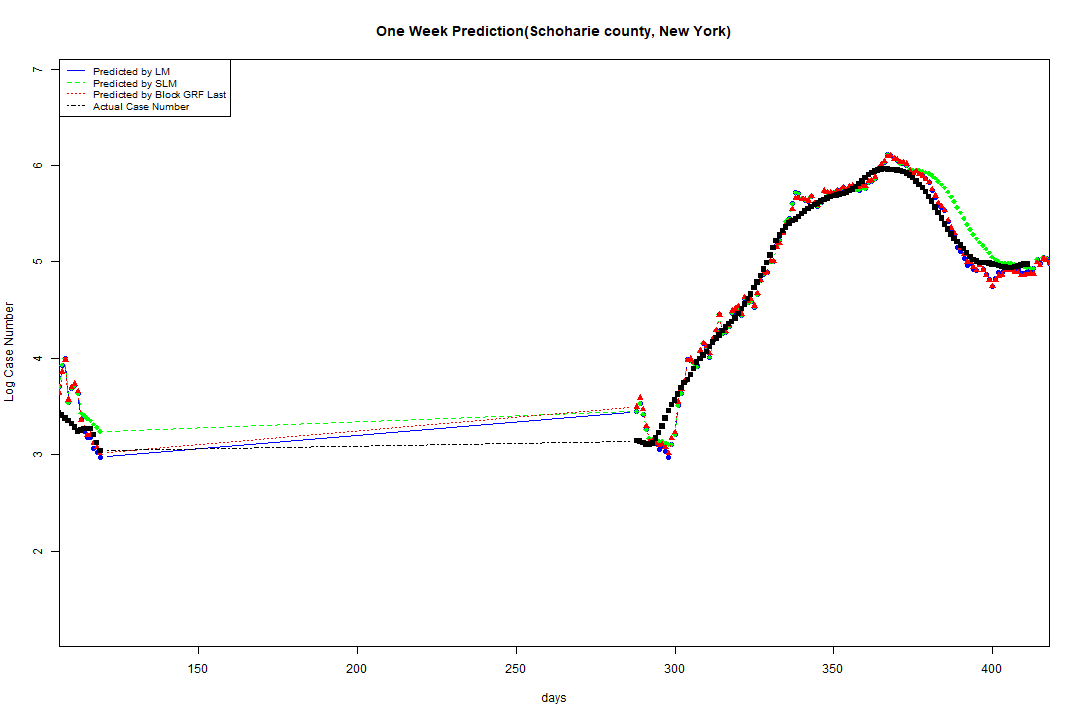 One Week Prediction(Schoharie county, New York)
Predicted by LM
Predicted by SLM
Predicted by Block GRF Last
Actual Case Number
7
6
5
4
3
2
Log Case Number
150
200
250
300
350
400
days